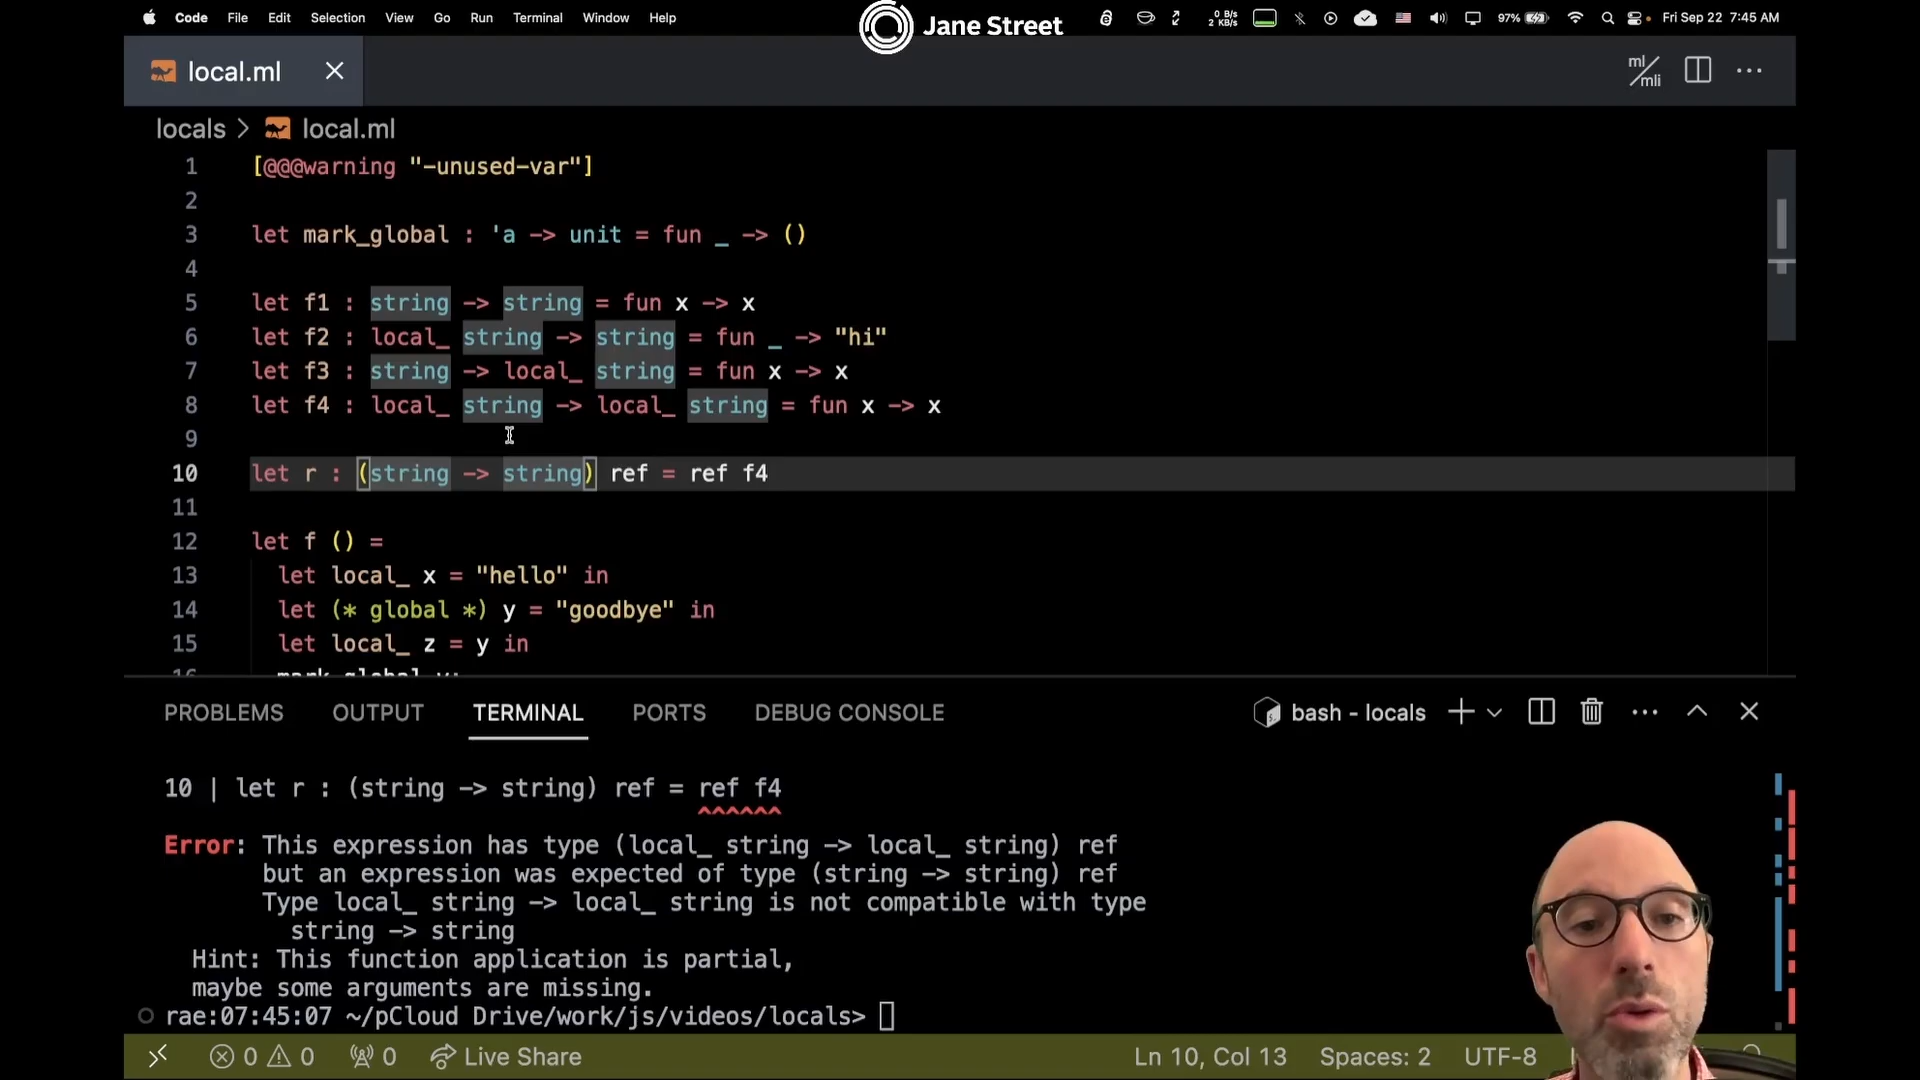 Code File Edit Selection View Go Run Terminal Window Help
Jane Street
0 B/s
2 KB/s
97%
Fri Sep 22 7:45 AM
local.ml
ml/mli
locals > local.ml
1 [@@@warning "-unused-var"]
2
3 let mark_global : 'a -> unit = fun _ -> ()
4
5 let f1 : string -> string = fun x -> x
6 let f2 : local_ string -> string = fun _ -> "hi"
7 let f3 : string -> local_ string = fun x -> x
8 let f4 : local_ string -> local_ string = fun x -> x
9
10 let r : (string -> string) ref = ref f4
11
12 let f () =
13 let local_ x = "hello" in
14 let (* global *) y = "goodbye" in
15 let local_ z = y in
16 mark_global y;
PROBLEMS OUTPUT TERMINAL PORTS DEBUG CONSOLE
bash - locals
10 | let r : (string -> string) ref = ref f4
^^^^^^
Error: This expression has type (local_ string -> local_ string) ref
but an expression was expected of type (string -> string) ref
Type local_ string -> local_ string is not compatible with type
string -> string
Hint: This function application is partial,
maybe some arguments are missing.
rae:07:45:07 ~/pCloud Drive/work/js/videos/locals>
0 0 0 Live Share
Ln 10, Col 13 Spaces: 2 UTF-8